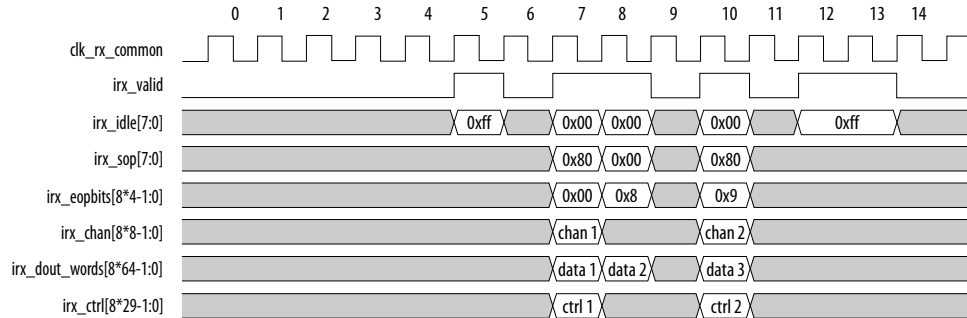 0 1 2 3 4 5 6 7 8 9 10 11 12 13 14
clk_rx_common
irx_valid
irx_idle[7:0] 0xff 0x00 0x00 0x00 0xff
irx_sop[7:0] 0x80 0x00 0x80
irx_eopbits[8*4-1:0] 0x00 0x8 0x9
irx_chan[8*8-1:0] chan 1 chan 2
irx_dout_words[8*64-1:0] data 1 data 2 data 3
irx_ctrl[8*29-1:0] ctrl 1 ctrl 2